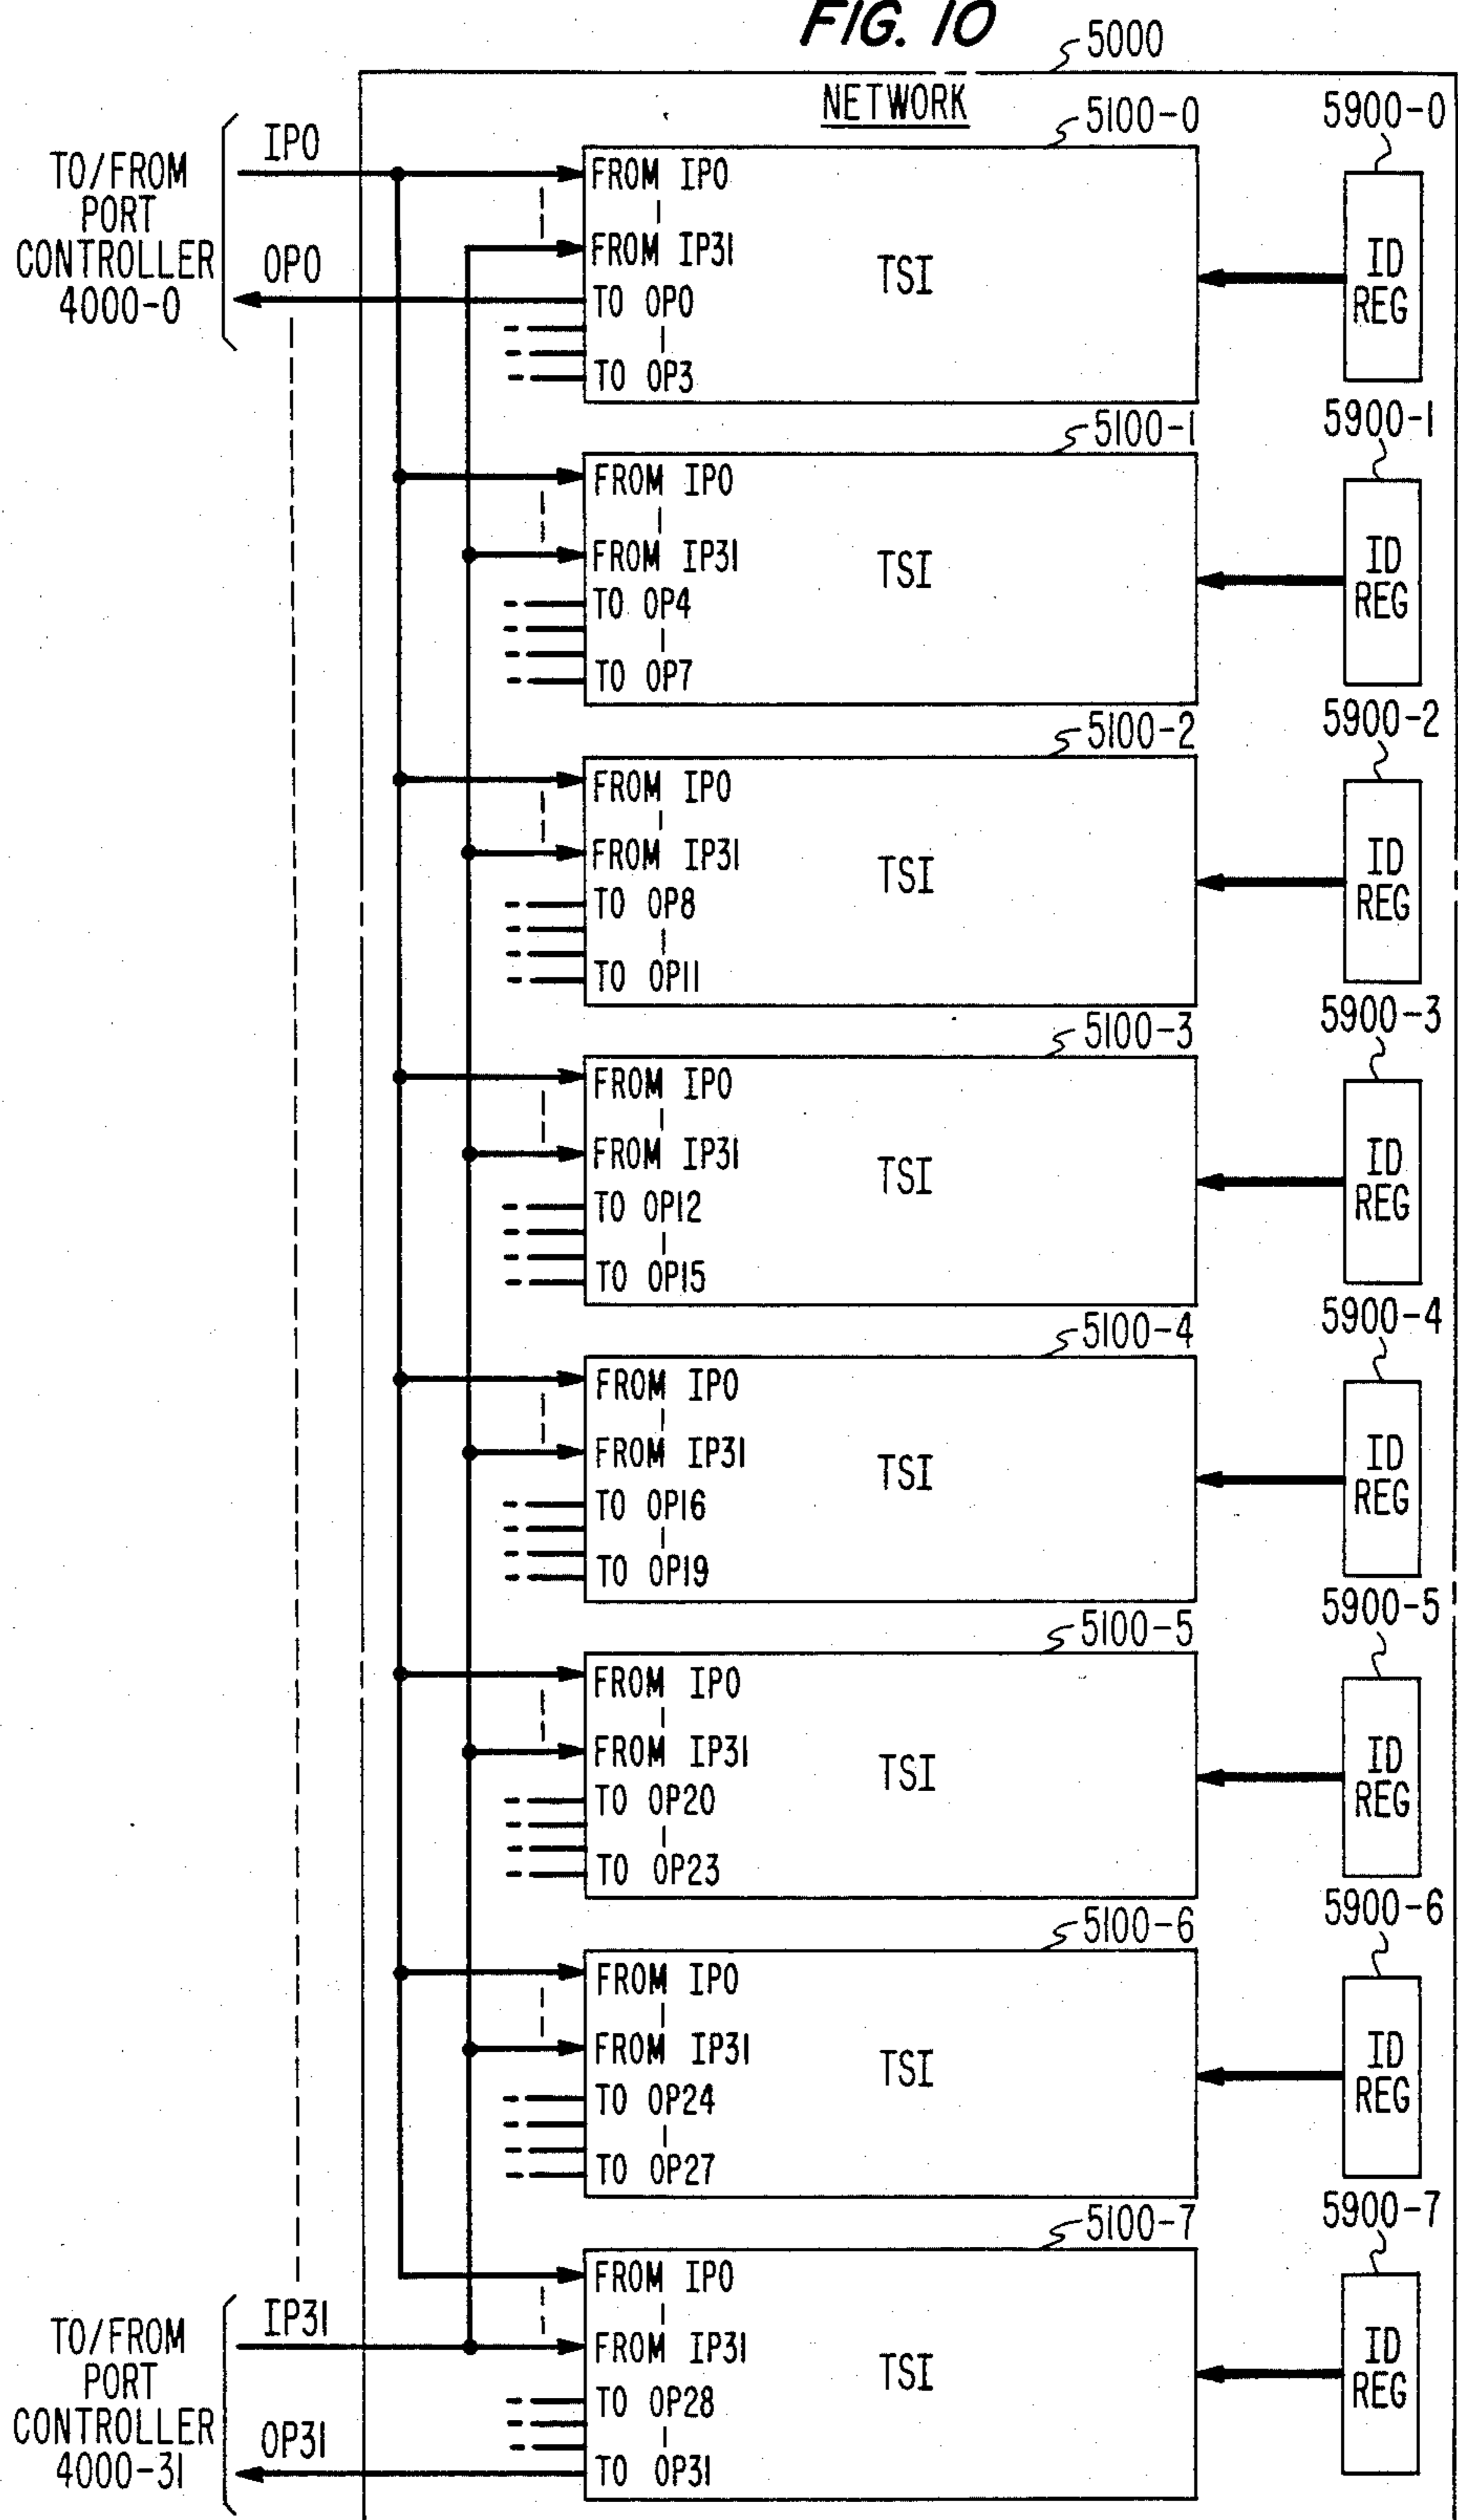 FIG. 10
5000
NETWORK
5100-0
5900-0
IP0
TO/FROM
PORT
CONTROLLER
4000-0
OP0
FROM IP0
FROM IP31
TO OP0
TO OP3
TSI
ID
REG
5100-1
5900-1
FROM IP0
FROM IP31
TO OP4
TO OP7
TSI
ID
REG
5100-2
5900-2
FROM IP0
FROM IP31
TO OP8
TO OP11
TSI
ID
REG
5100-3
5900-3
FROM IP0
FROM IP31
TO OP12
TO OP15
TSI
ID
REG
5100-4
5900-4
FROM IP0
FROM IP31
TO OP16
TO OP19
TSI
ID
REG
5100-5
5900-5
FROM IP0
FROM IP31
TO OP20
TO OP23
TSI
ID
REG
5100-6
5900-6
FROM IP0
FROM IP31
TO OP24
TO OP27
TSI
ID
REG
5100-7
5900-7
FROM IP0
FROM IP31
TO OP28
TO OP31
TSI
ID
REG
IP31
TO/FROM
PORT
CONTROLLER
4000-31
OP31